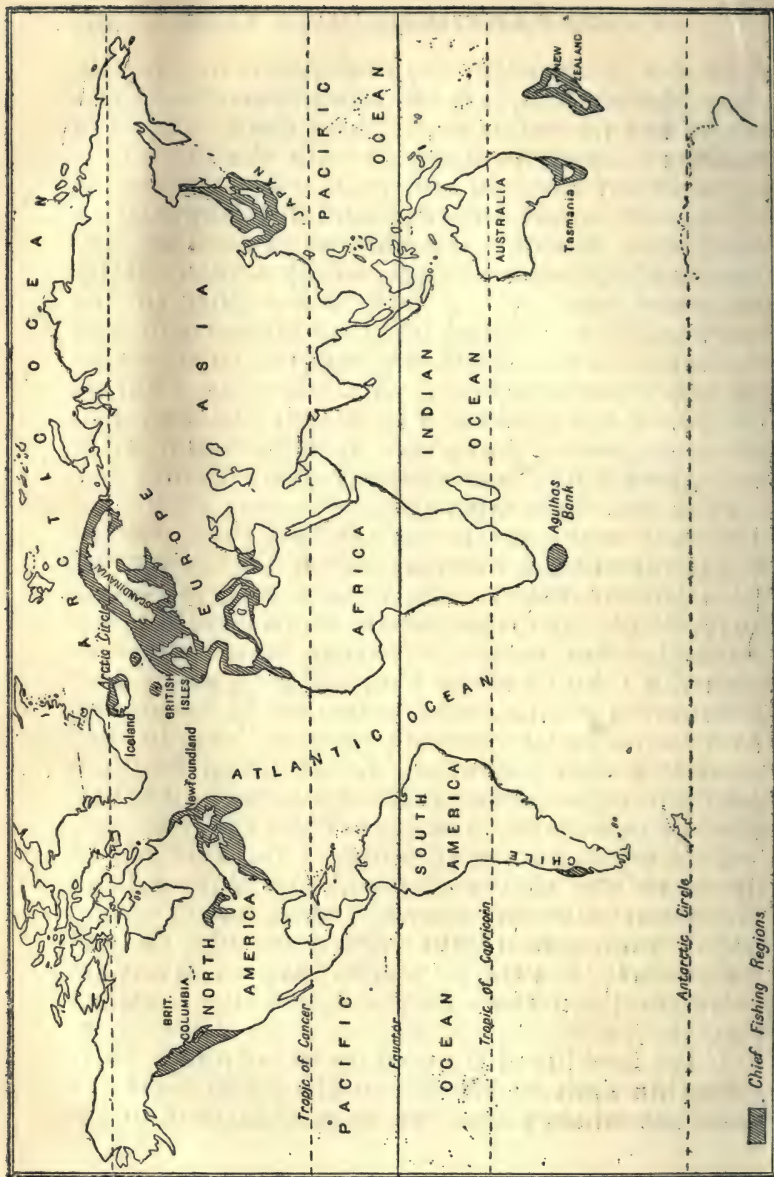 ARCTIC OCEAN
Arctic Circle
Iceland
SCANDINAVIA
BRITISH
ISLES
EUROPE
ASIA
JAPAN
BRIT.
COLUMBIA
NORTH
AMERICA
Newfoundland
ATLANTIC OCEAN
Tropic of Cancer
PACIFIC
OCEAN
PACIFIC
OCEAN
AFRICA
Equator
SOUTH
AMERICA
CHILE
INDIAN
OCEAN
AUSTRALIA
Tropic of Capricorn
Agulhas
Bank
Tasmania
NEW
ZEALAND
Antarctic Circle
Chief Fishing Regions